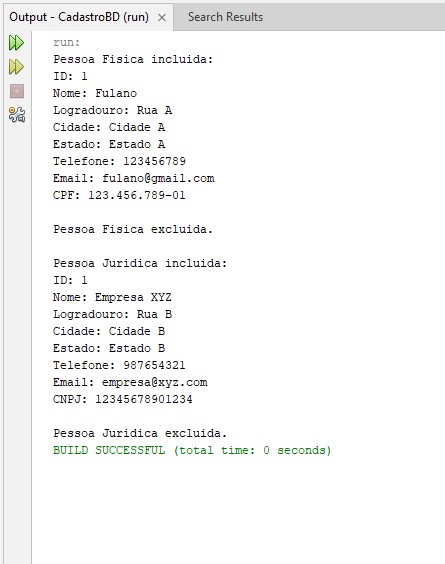 Output - CadastroBD (run) × Search Results
run:
Pessoa Fisica incluida:
ID: 1
Nome: Fulano
Logradouro: Rua A
Cidade: Cidade A
Estado: Estado A
Telefone: 123456789
Email: fulano@gmail.com
CPF: 123.456.789-01
Pessoa Fisica excluida.
Pessoa Juridica incluida:
ID: 1
Nome: Empresa XYZ
Logradouro: Rua B
Cidade: Cidade B
Estado: Estado B
Telefone: 987654321
Email: empresa@xyz.com
CNPJ: 12345678901234
Pessoa Juridica excluida.
BUILD SUCCESSFUL (total time: 0 seconds)